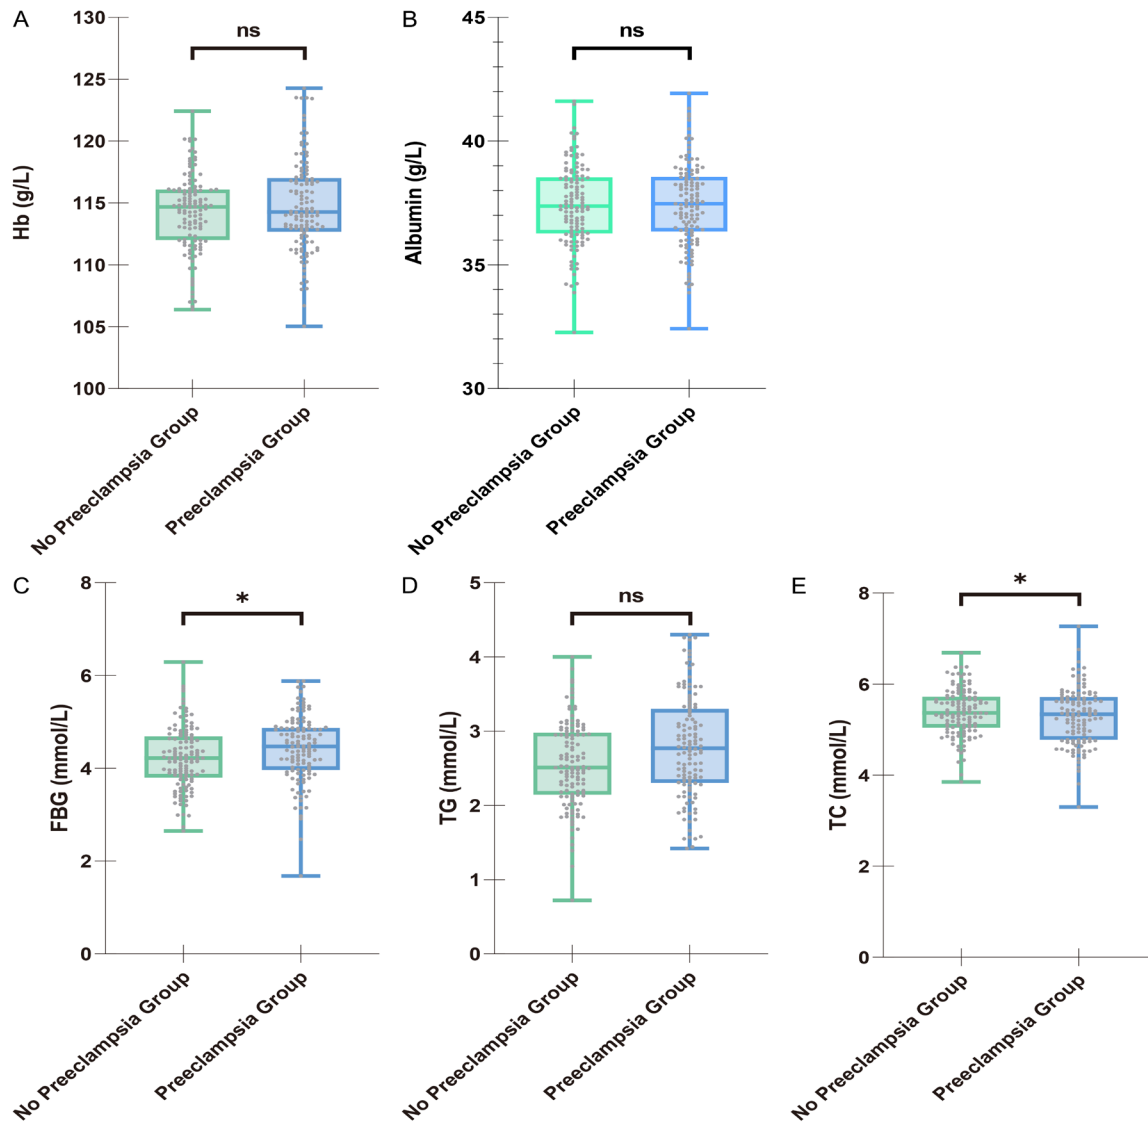 A
Hb (g/L)
130
125
120
115
110
105
100
ns
No Preeclampsia Group
Preeclampsia Group
B
Albumin (g/L)
45
40
35
30
ns
No Preeclampsia Group
Preeclampsia Group
C
FBG (mmol/L)
8
6
4
2
0
*
No Preeclampsia Group
Preeclampsia Group
D
TG (mmol/L)
5
4
3
2
1
0
ns
No Preeclampsia Group
Preeclampsia Group
E
TC (mmol/L)
8
6
4
2
0
*
No Preeclampsia Group
Preeclampsia Group